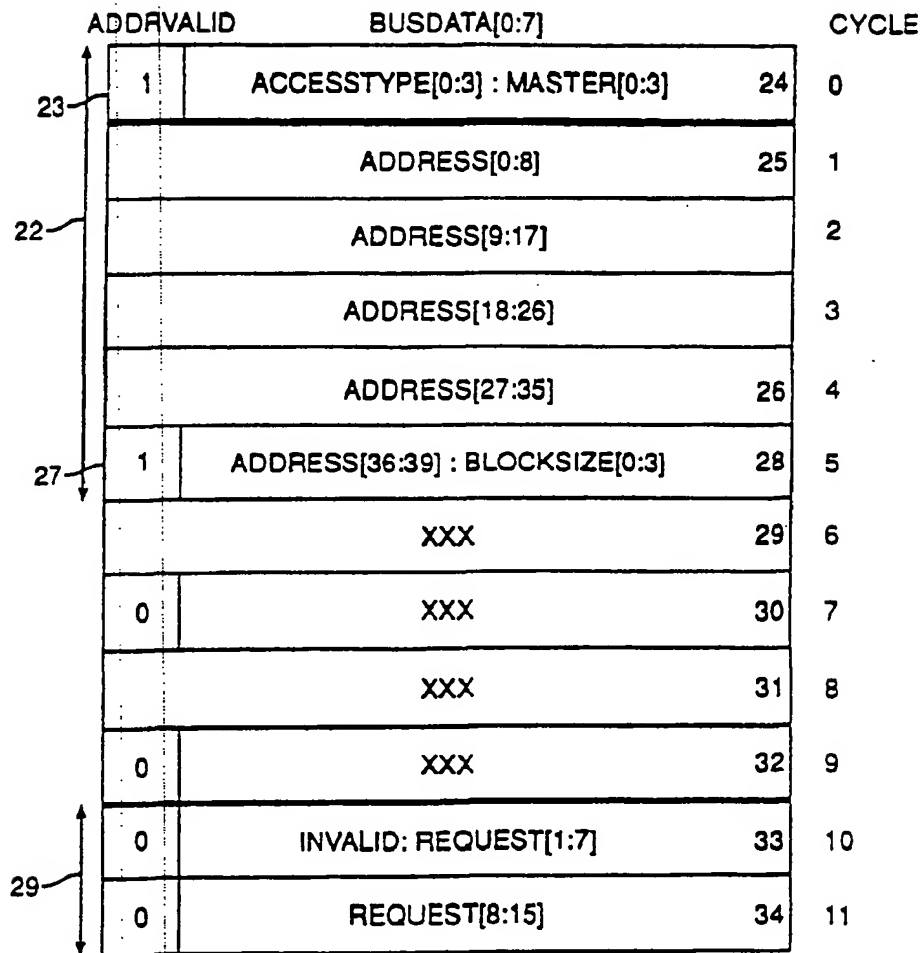 ADDRVALID BUSDATA[0:7] CYCLE
23 1 ACCESSTYPE[0:3] : MASTER[0:3] 24 0
ADDRESS[0:8] 25 1
22 ADDRESS[9:17] 2
ADDRESS[18:26] 3
ADDRESS[27:35] 26 4
27 1 ADDRESS[36:39] : BLOCKSIZE[0:3] 28 5
XXX 29 6
0 XXX 30 7
XXX 31 8
0 XXX 32 9
0 INVALID: REQUEST[1:7] 33 10
29 0 REQUEST[8:15] 34 11